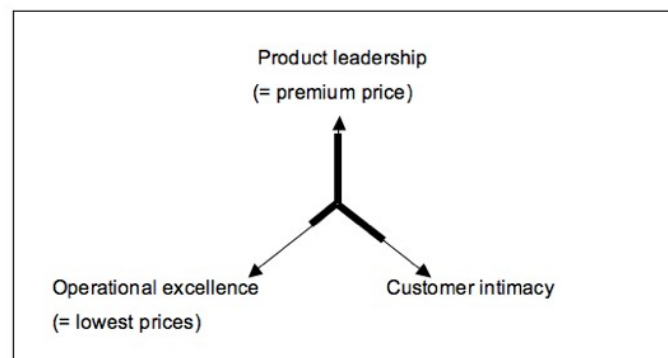 Product leadership
(= premium price)
Operational excellence
(= lowest prices)
Customer intimacy